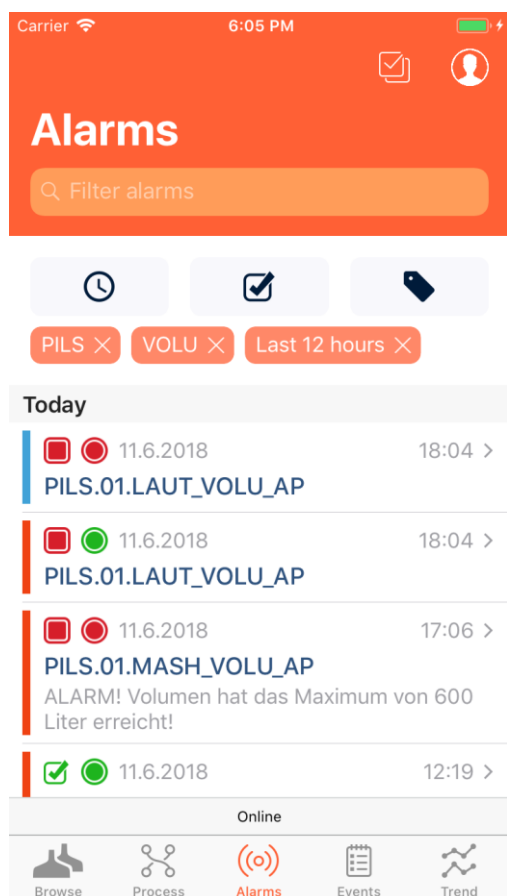 Carrier 6:05 PM
Alarms
Filter alarms
PILS VOLU Last 12 hours
Today
11.6.2018 18:04
PILS.01.LAUT_VOLU_AP
11.6.2018 18:04
PILS.01.LAUT_VOLU_AP
11.6.2018 17:06
PILS.01.MASH_VOLU_AP
ALARM! Volumen hat das Maximum von 600
Liter erreicht!
11.6.2018 12:19
Online
Browse Process Alarms Events Trend